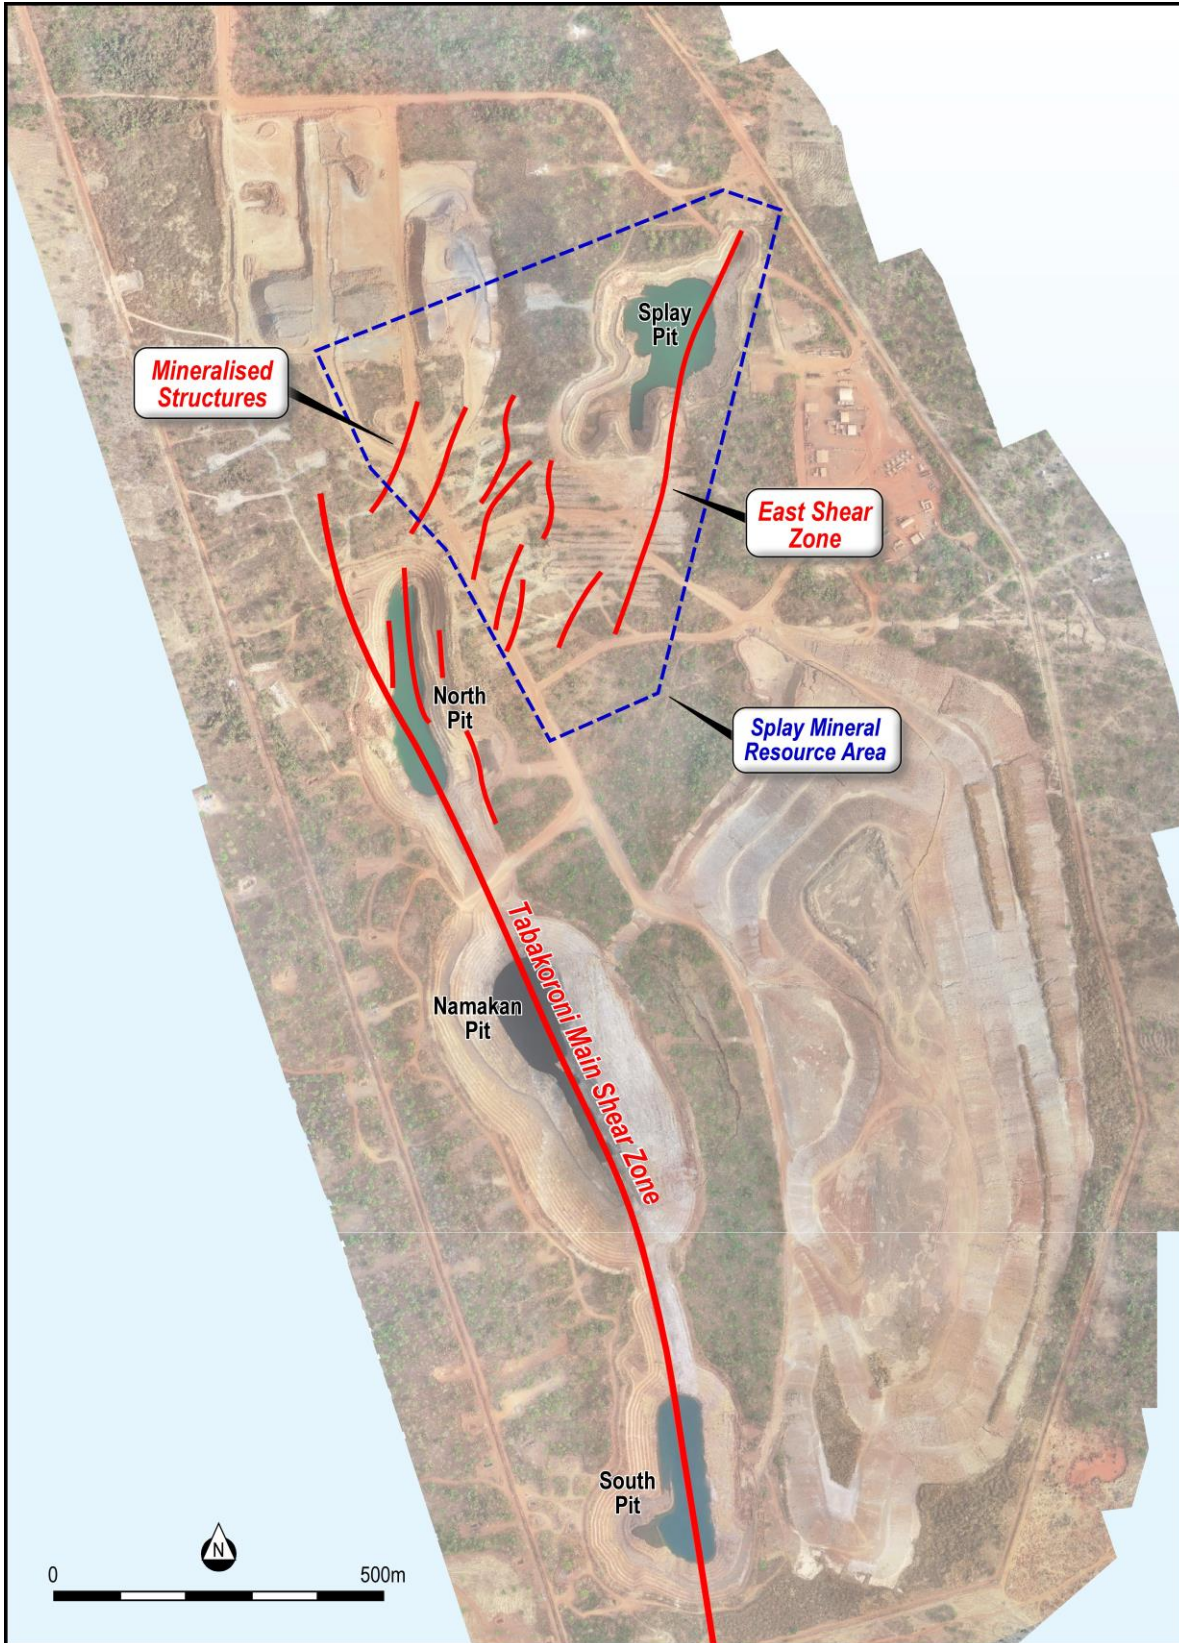 Splay
Pit
Mineralised
Structures
East Shear
Zone
North
Pit
Splay Mineral
Resource Area
Tabakoroni Main Shear Zone
Namakan
Pit
South
Pit
N
0
500m